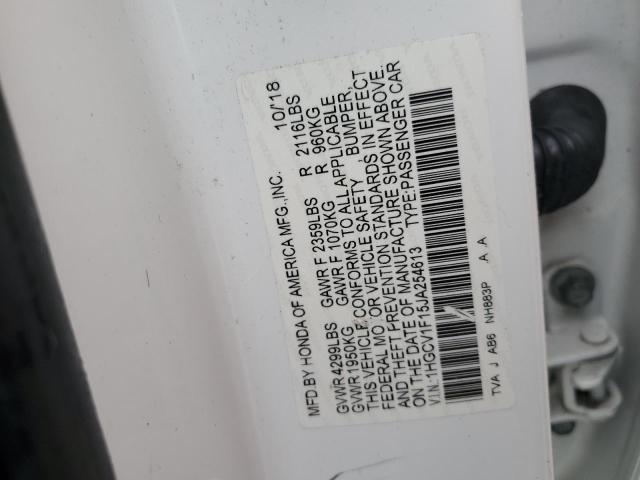 MFD.BY HONDA OF AMERICA MFG.,INC. 10/18
GVWR 4299LBS GAWR F 2359LBS R 2116LBS
GVWR 1950KG GAWR F 1070KG R 960KG
THIS VEHICLE CONFORMS TO ALL APPLICABLE
FEDERAL MOTOR VEHICLE SAFETY, BUMPER,
AND THEFT PREVENTION STANDARDS IN EFFECT
ON THE DATE OF MANUFACTURE SHOWN ABOVE.
V.I.N.:1HGCV1F15JA254613 TYPE:PASSENGER CAR
TVA J AB6 NH883P A A